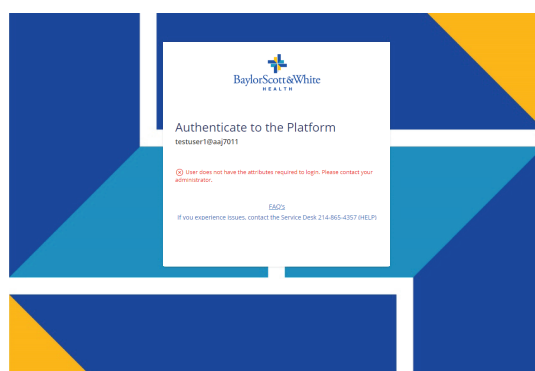 BaylorScott&White
HEALTH
Authenticate to the Platform
testuser1@aaj7011
User does not have the attributes required to login. Please contact your
administrator.
FAQ's
If you experience issues, contact the Service Desk 214-865-4357 (HELP)